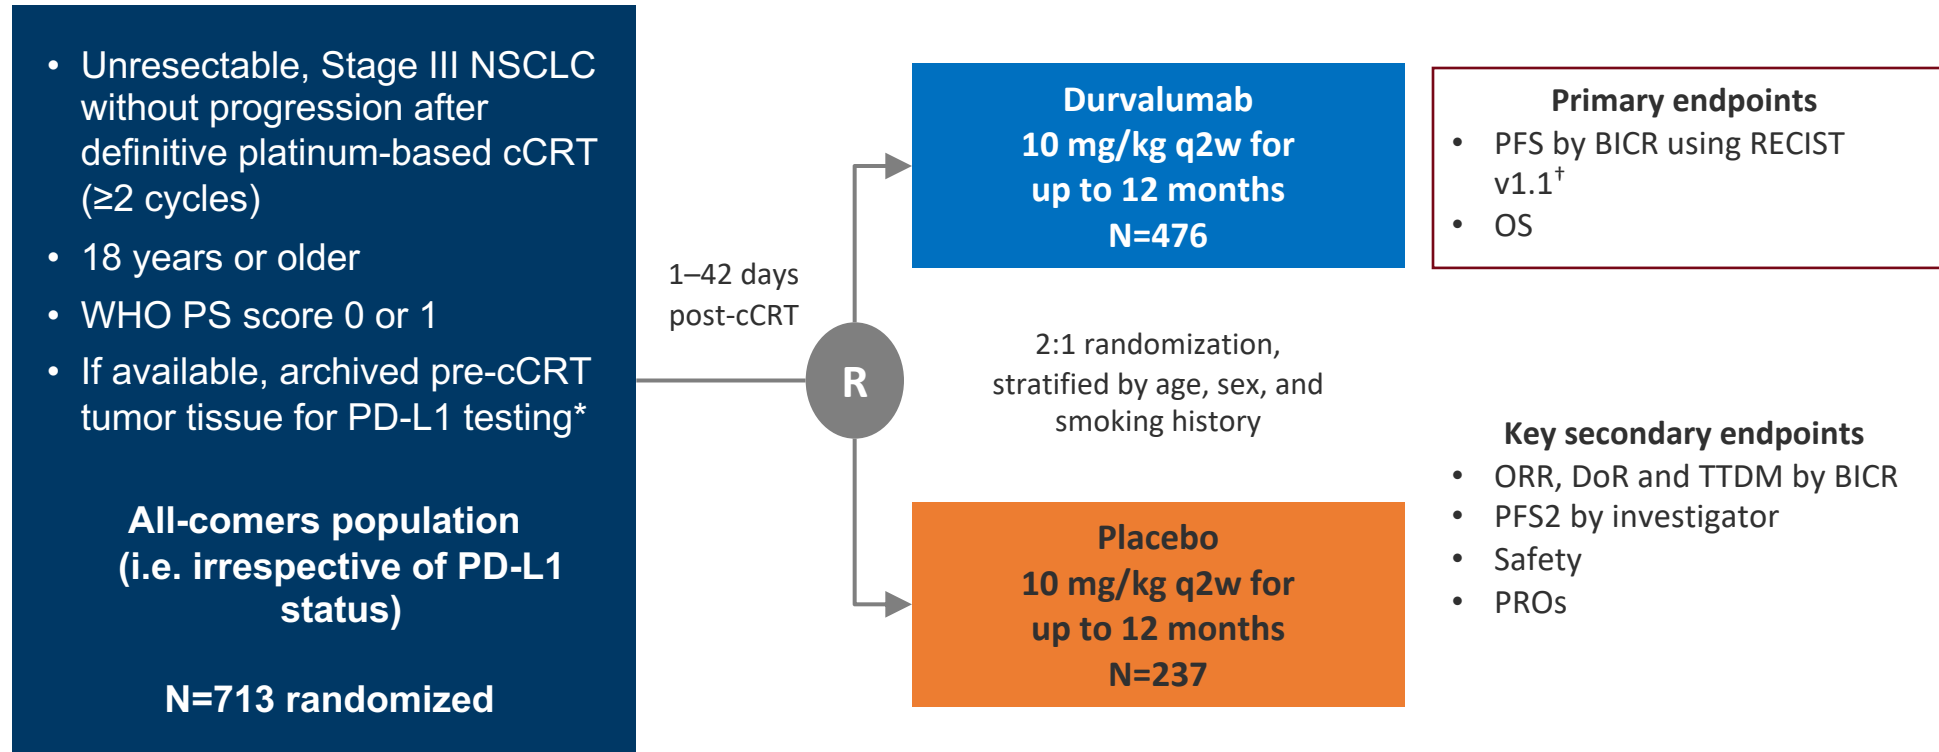 • Unresectable, Stage III NSCLC
without progression after
definitive platinum-based cCRT
(≥2 cycles)
• 18 years or older
• WHO PS score 0 or 1
• If available, archived pre-cCRT
tumor tissue for PD-L1 testing*
All-comers population
(i.e. irrespective of PD-L1
status)
N=713 randomized
1–42 days
post-cCRT
R
Durvalumab
10 mg/kg q2w for
up to 12 months
N=476
2:1 randomization,
stratified by age, sex, and
smoking history
Placebo
10 mg/kg q2w for
up to 12 months
N=237
Primary endpoints
• PFS by BICR using RECIST
v1.1†
• OS
Key secondary endpoints
• ORR, DoR and TTDM by BICR
• PFS2 by investigator
• Safety
• PROs